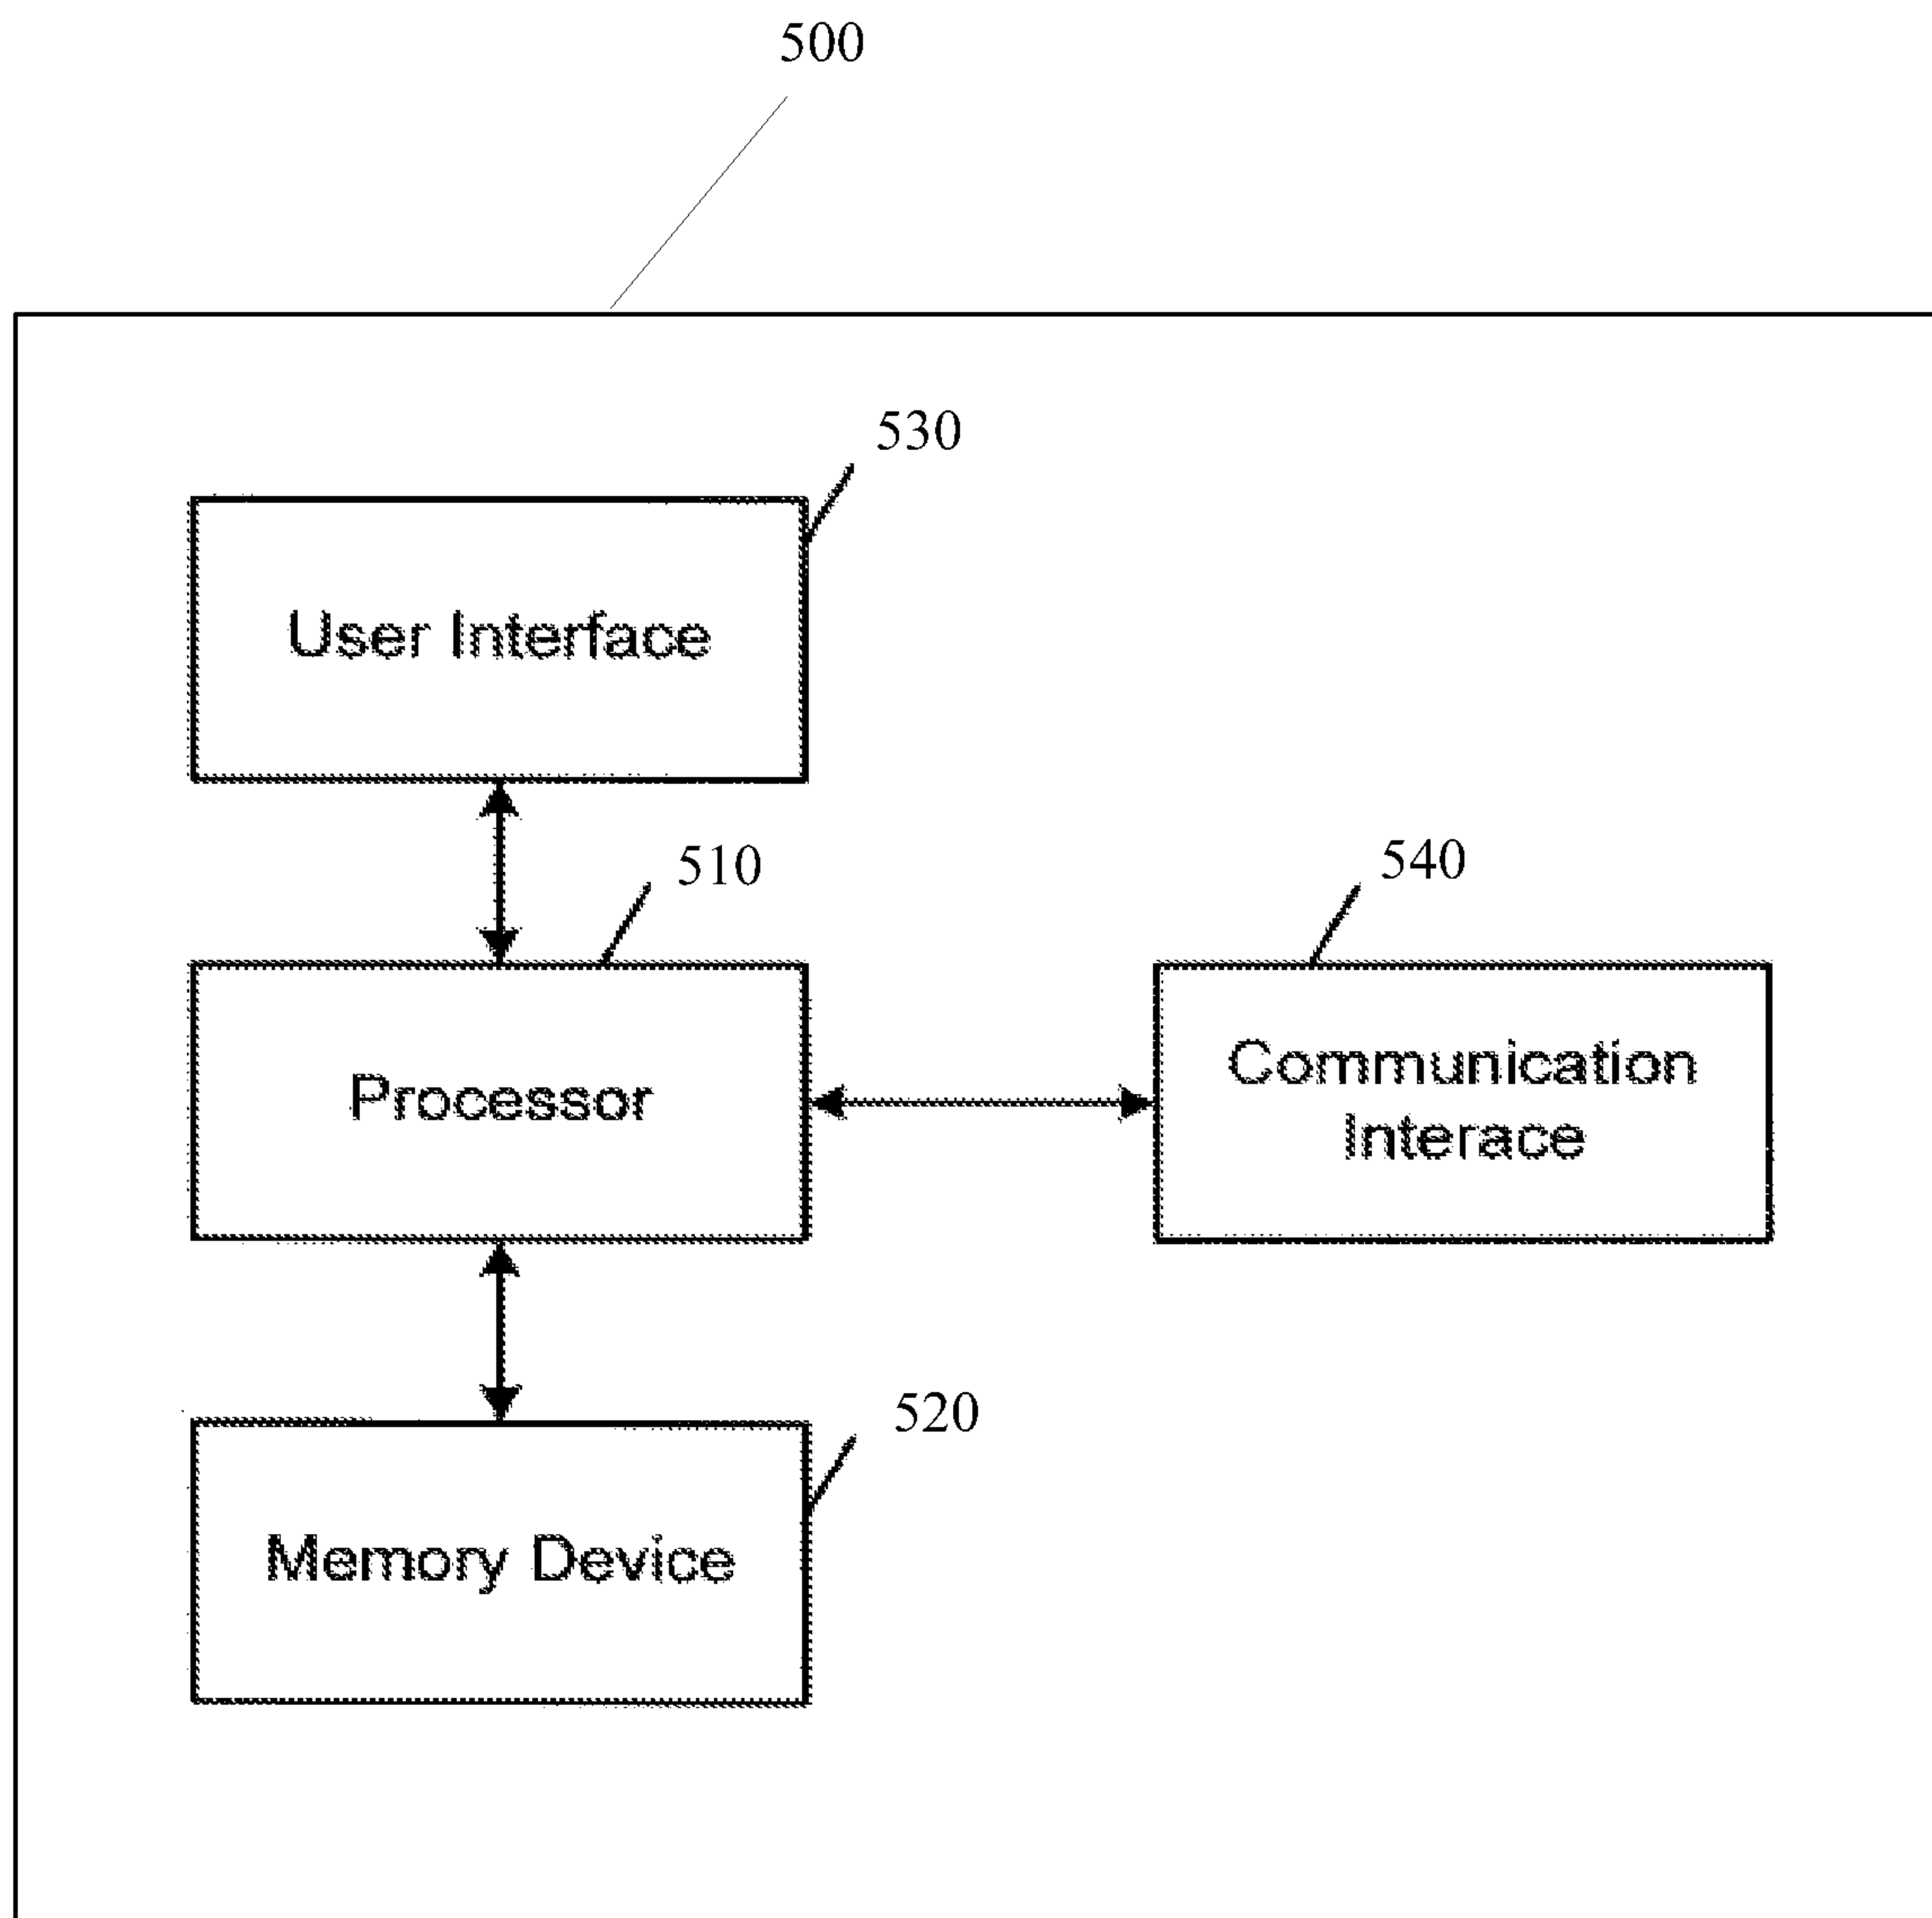 500
530
User Interface
510
540
Processor
Communication
Interace
520
Memory Device